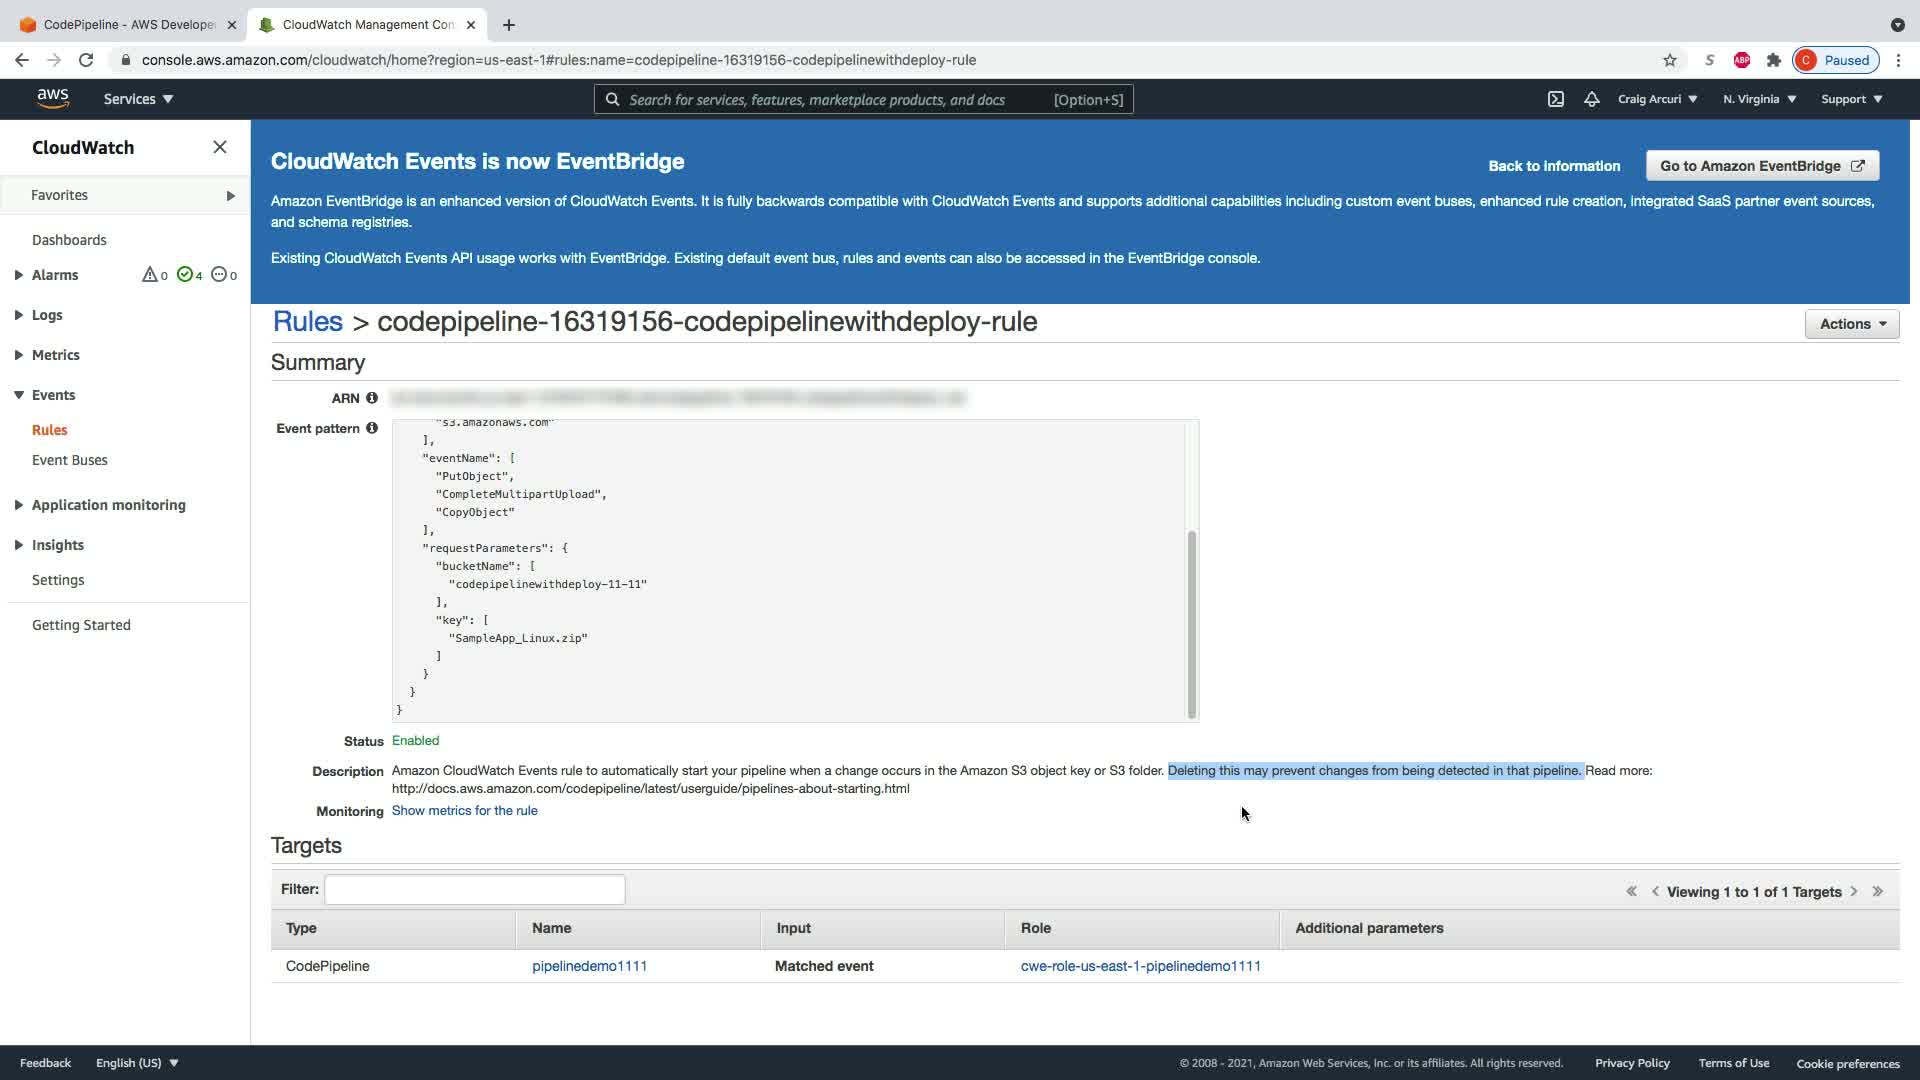 CodePipeline - AWS Develope
CloudWatch Management Con
console.aws.amazon.com/cloudwatch/home?region=us-east-1#rules:name=codepipeline-16319156-codepipelinewithdeploy-rule
S
ABP
C
Paused
aws
Services
Search for services, features, marketplace products, and docs
[Option+S]
Craig Arcuri
N. Virginia
Support
CloudWatch
Favorites
Dashboards
Alarms
0
4
0
Logs
Metrics
Events
Rules
Event Buses
Application monitoring
Insights
Settings
Getting Started
CloudWatch Events is now EventBridge
Back to information
Go to Amazon EventBridge
Amazon EventBridge is an enhanced version of CloudWatch Events. It is fully backwards compatible with CloudWatch Events and supports additional capabilities including custom event buses, enhanced rule creation, integrated SaaS partner event sources,
and schema registries.
Existing CloudWatch Events API usage works with EventBridge. Existing default event bus, rules and events can also be accessed in the EventBridge console.
Rules > codepipeline-16319156-codepipelinewithdeploy-rule
Actions
Summary
ARN
Event pattern
"s3.amazonaws.com"
],
"eventName": [
"PutObject",
"CompleteMultipartUpload",
"CopyObject"
],
"requestParameters": {
"bucketName": [
"codepipelinewithdeploy-11-11"
],
"key": [
"SampleApp_Linux.zip"
]
}
}
}
Status Enabled
Description Amazon CloudWatch Events rule to automatically start your pipeline when a change occurs in the Amazon S3 object key or S3 folder. Deleting this may prevent changes from being detected in that pipeline. Read more:
http://docs.aws.amazon.com/codepipeline/latest/userguide/pipelines-about-starting.html
Monitoring Show metrics for the rule
Targets
Filter:
« < Viewing 1 to 1 of 1 Targets > »
Type Name Input Role Additional parameters
CodePipeline pipelinedemo1111 Matched event cwe-role-us-east-1-pipelinedemo1111
Feedback
English (US)
© 2008 - 2021, Amazon Web Services, Inc. or its affiliates. All rights reserved.
Privacy Policy
Terms of Use
Cookie preferences